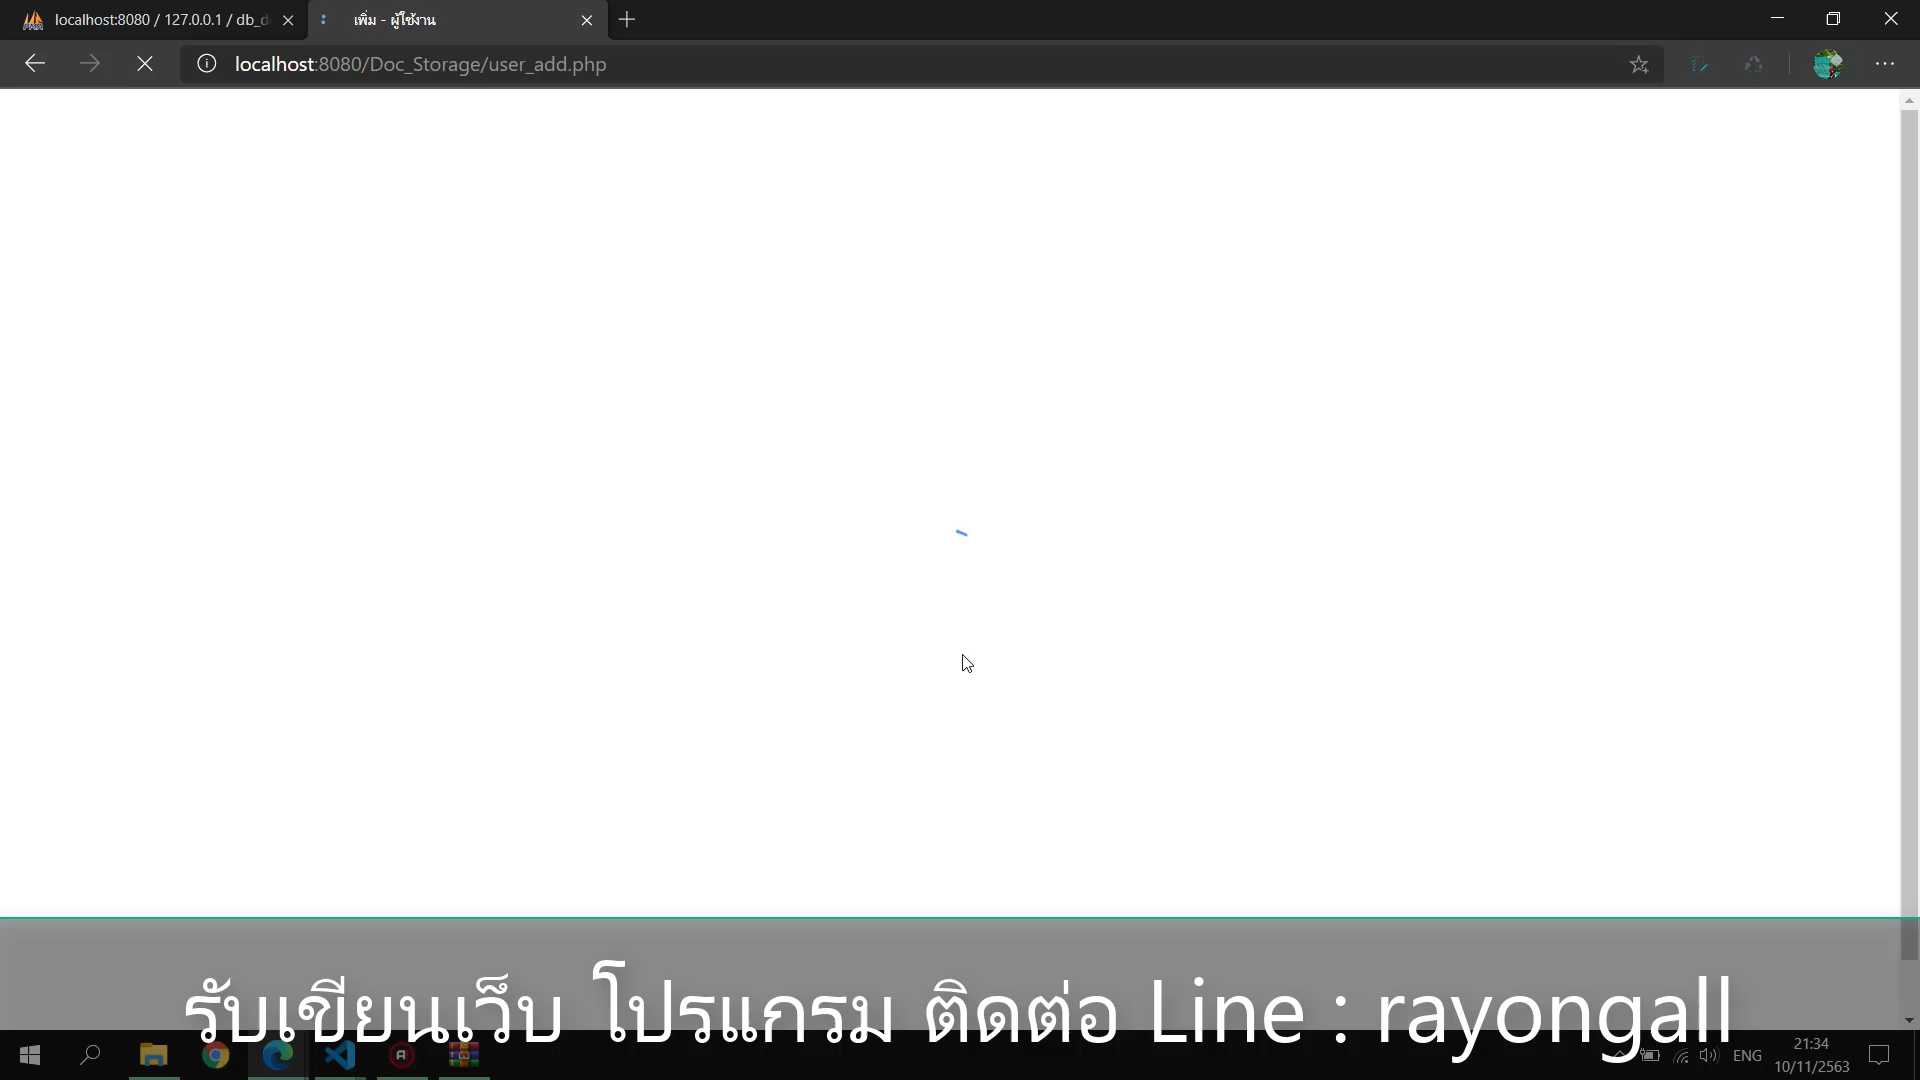 localhost:8080 / 127.0.0.1 / db_d
เพิ่ม - ผู้ใช้งาน
localhost:8080/Doc_Storage/user_add.php
รับเขียนเว็บ โปรแกรม ติดต่อ Line : rayongall
ENG
21:34
10/11/2563